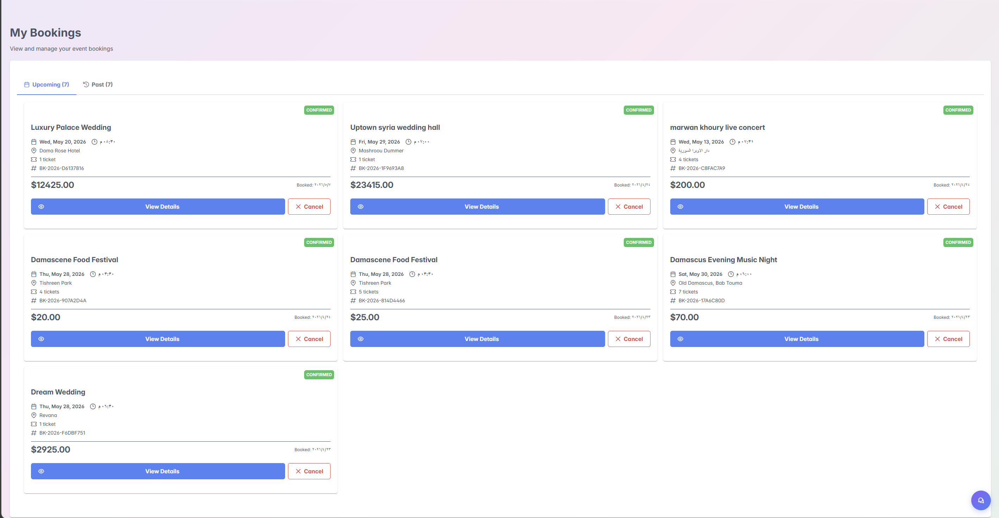 My Bookings
View and manage your event bookings
Upcoming (7)
Past (7)
CONFIRMED
Luxury Palace Wedding
Wed, May 20, 2026 ٠٨:٣٠ م
Dama Rose Hotel
1 ticket
BK-2026-D6137816
$12425.00
Booked: ٢٠٢٦/٥/٧
View Details
Cancel
CONFIRMED
Uptown syria wedding hall
Fri, May 29, 2026 ٠٧:٠٠ م
Mashroou Dummer
1 ticket
BK-2026-1F9693A8
$23415.00
Booked: ٢٠٢٦/٤/٢٤
View Details
Cancel
CONFIRMED
marwan khoury live concert
Wed, May 13, 2026 ٠٧:٣١ م
دار الاوبرا السورية
4 tickets
BK-2026-C8FAC7A9
$200.00
Booked: ٢٠٢٦/٤/٢٤
View Details
Cancel
CONFIRMED
Damascene Food Festival
Thu, May 28, 2026 ٠٣:٣٠ م
Tishreen Park
4 tickets
BK-2026-907A2D4A
$20.00
Booked: ٢٠٢٦/٤/٢٤
View Details
Cancel
CONFIRMED
Damascene Food Festival
Thu, May 28, 2026 ٠٣:٣٠ م
Tishreen Park
5 tickets
BK-2026-814D4466
$25.00
Booked: ٢٠٢٦/٤/٢٣
View Details
Cancel
CONFIRMED
Damascus Evening Music Night
Sat, May 30, 2026 ٠٦:٠٠ م
Old Damascus, Bab Touma
7 tickets
BK-2026-17A6C80D
$70.00
Booked: ٢٠٢٦/٤/٢٣
View Details
Cancel
CONFIRMED
Dream Wedding
Thu, May 28, 2026 ٠٦:٣٠ م
Revana
1 ticket
BK-2026-F6DBF751
$2925.00
Booked: ٢٠٢٦/٤/٢٣
View Details
Cancel